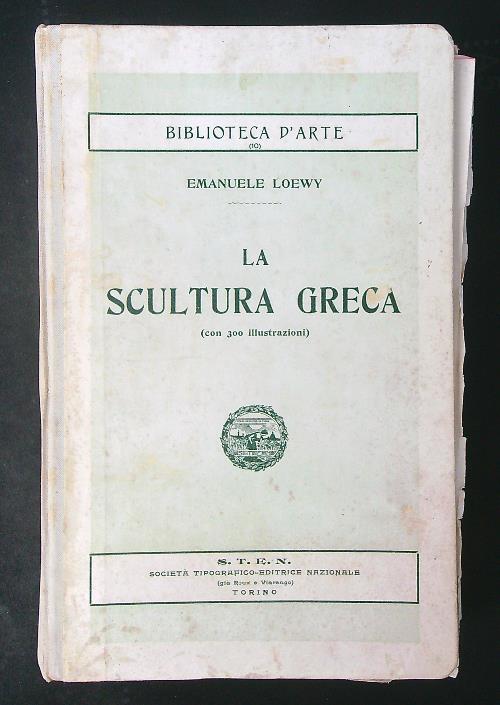 BIBLIOTECA D'ARTE
(10)
EMANUELE LOEWY
LA
SCULTURA GRECA
(con 300 illustrazioni)
S. T. E. N.
SOCIETÀ TIPOGRAFICO-EDITRICE NAZIONALE
(già Roux e Viarengo)
TORINO